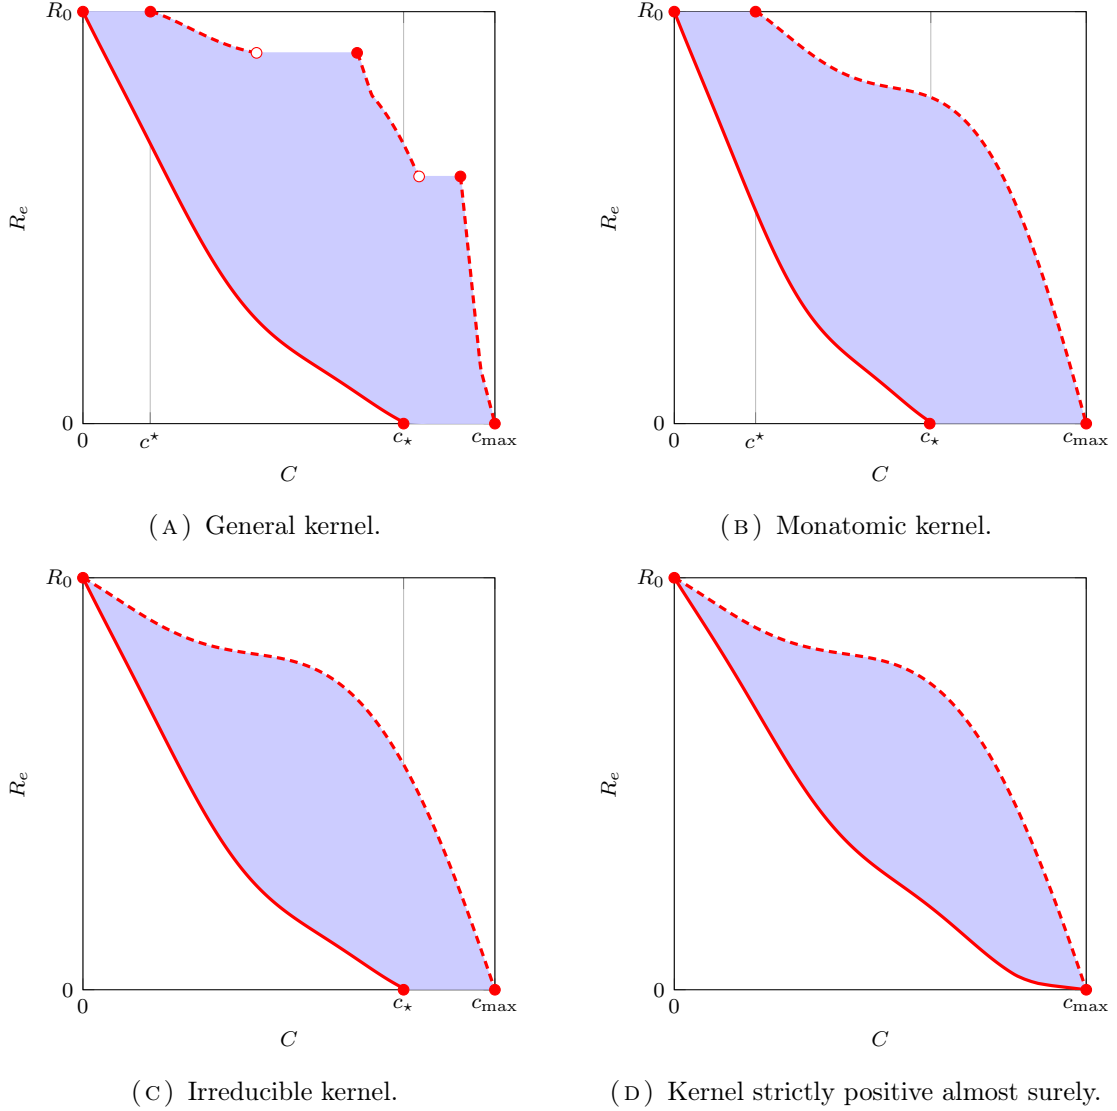 R₀ R₀
Rₑ Rₑ
0 0
0 c⋆ c⋆ cmax 0 c⋆ c⋆ cmax
C C
(A) General kernel. (B) Monatomic kernel.
R₀ R₀
Rₑ Rₑ
0 0
0 c⋆ cmax 0 cmax
C C
(C) Irreducible kernel. (D) Kernel strictly positive almost surely.